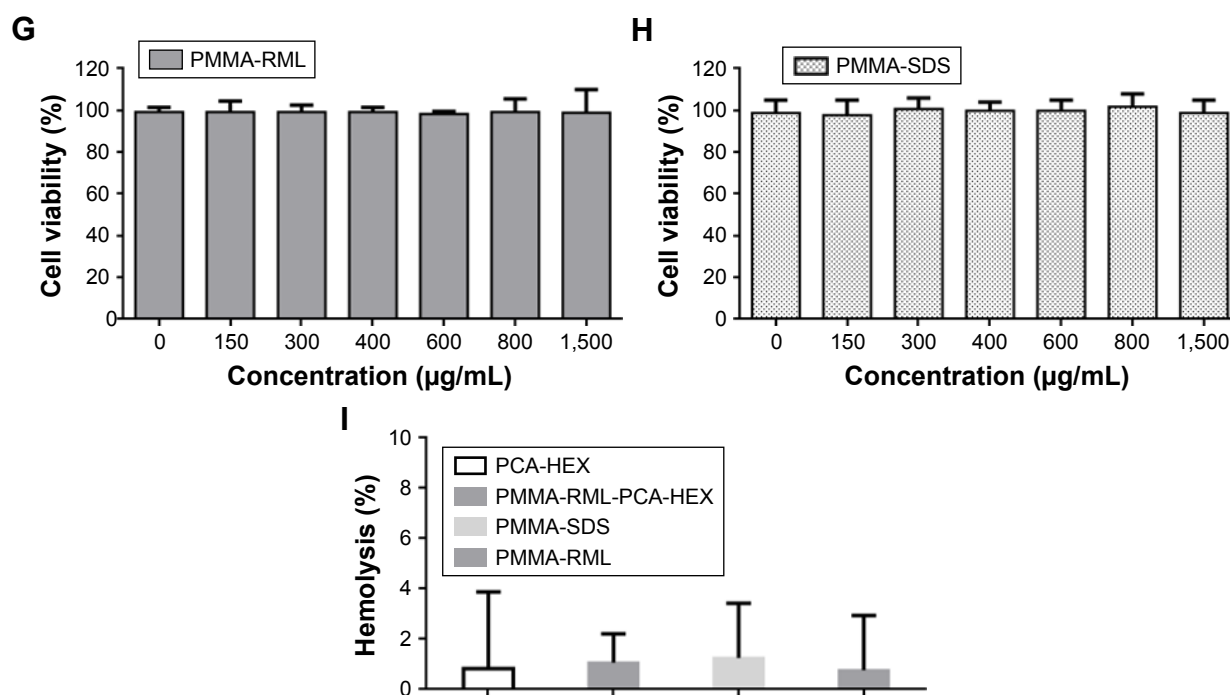 G
PMMA-RML
120
100
80
60
40
20
0
Cell viability (%)
0 150 300 400 600 800 1,500
Concentration (µg/mL)
H
PMMA-SDS
120
100
80
60
40
20
0
Cell viability (%)
0 150 300 400 600 800 1,500
Concentration (µg/mL)
I
10
8
6
4
2
0
Hemolysis (%)
PCA-HEX
PMMA-RML-PCA-HEX
PMMA-SDS
PMMA-RML